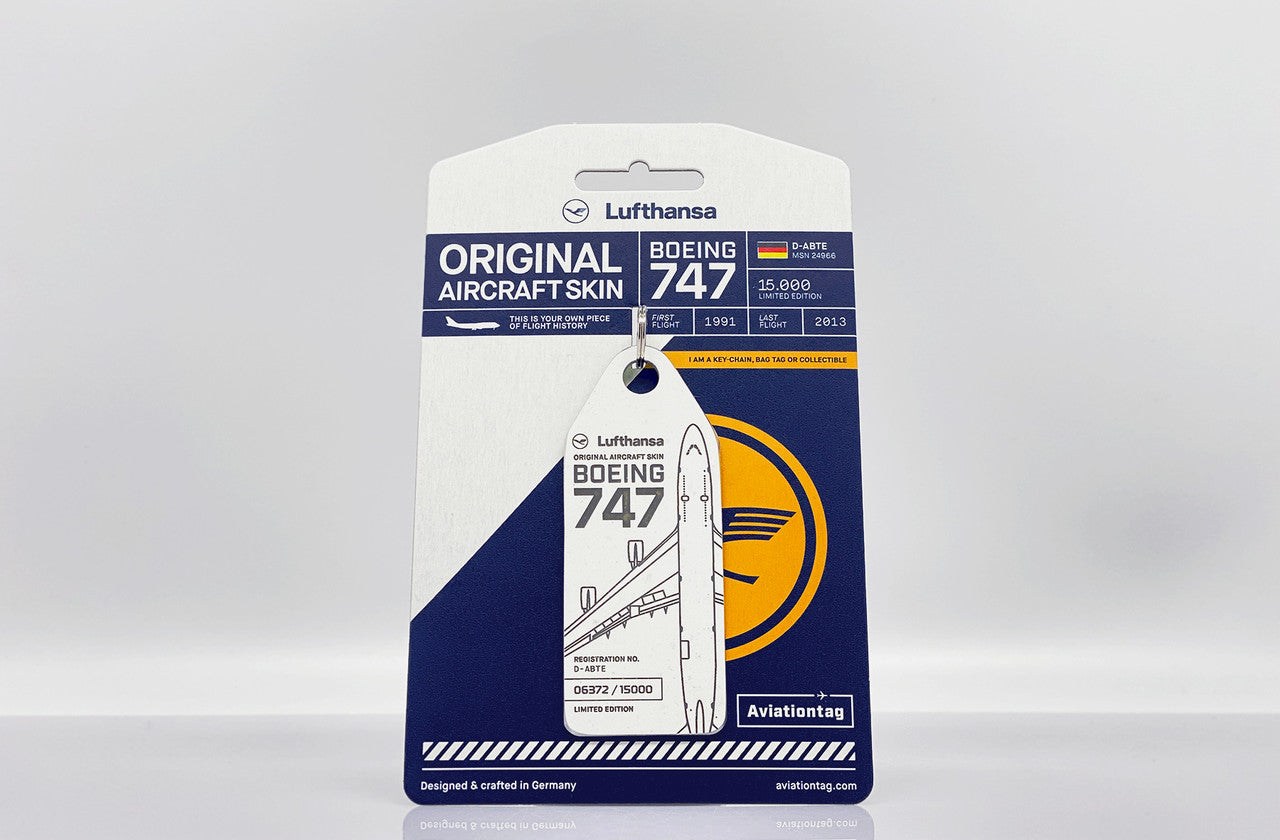 Lufthansa
ORIGINAL
AIRCRAFT SKIN
BOEING
747
D-ABTE
MSN 24966
15.000
LIMITED EDITION
THIS IS YOUR OWN PIECE
OF FLIGHT HISTORY
FIRST
FLIGHT
1991
LAST
FLIGHT
2013
I AM A KEY-CHAIN, BAG TAG OR COLLECTIBLE
Lufthansa
ORIGINAL AIRCRAFT SKIN
BOEING
747
REGISTRATION NO.
D-ABTE
06372 / 15000
LIMITED EDITION
Aviationtag
Designed & crafted in Germany
aviationtag.com